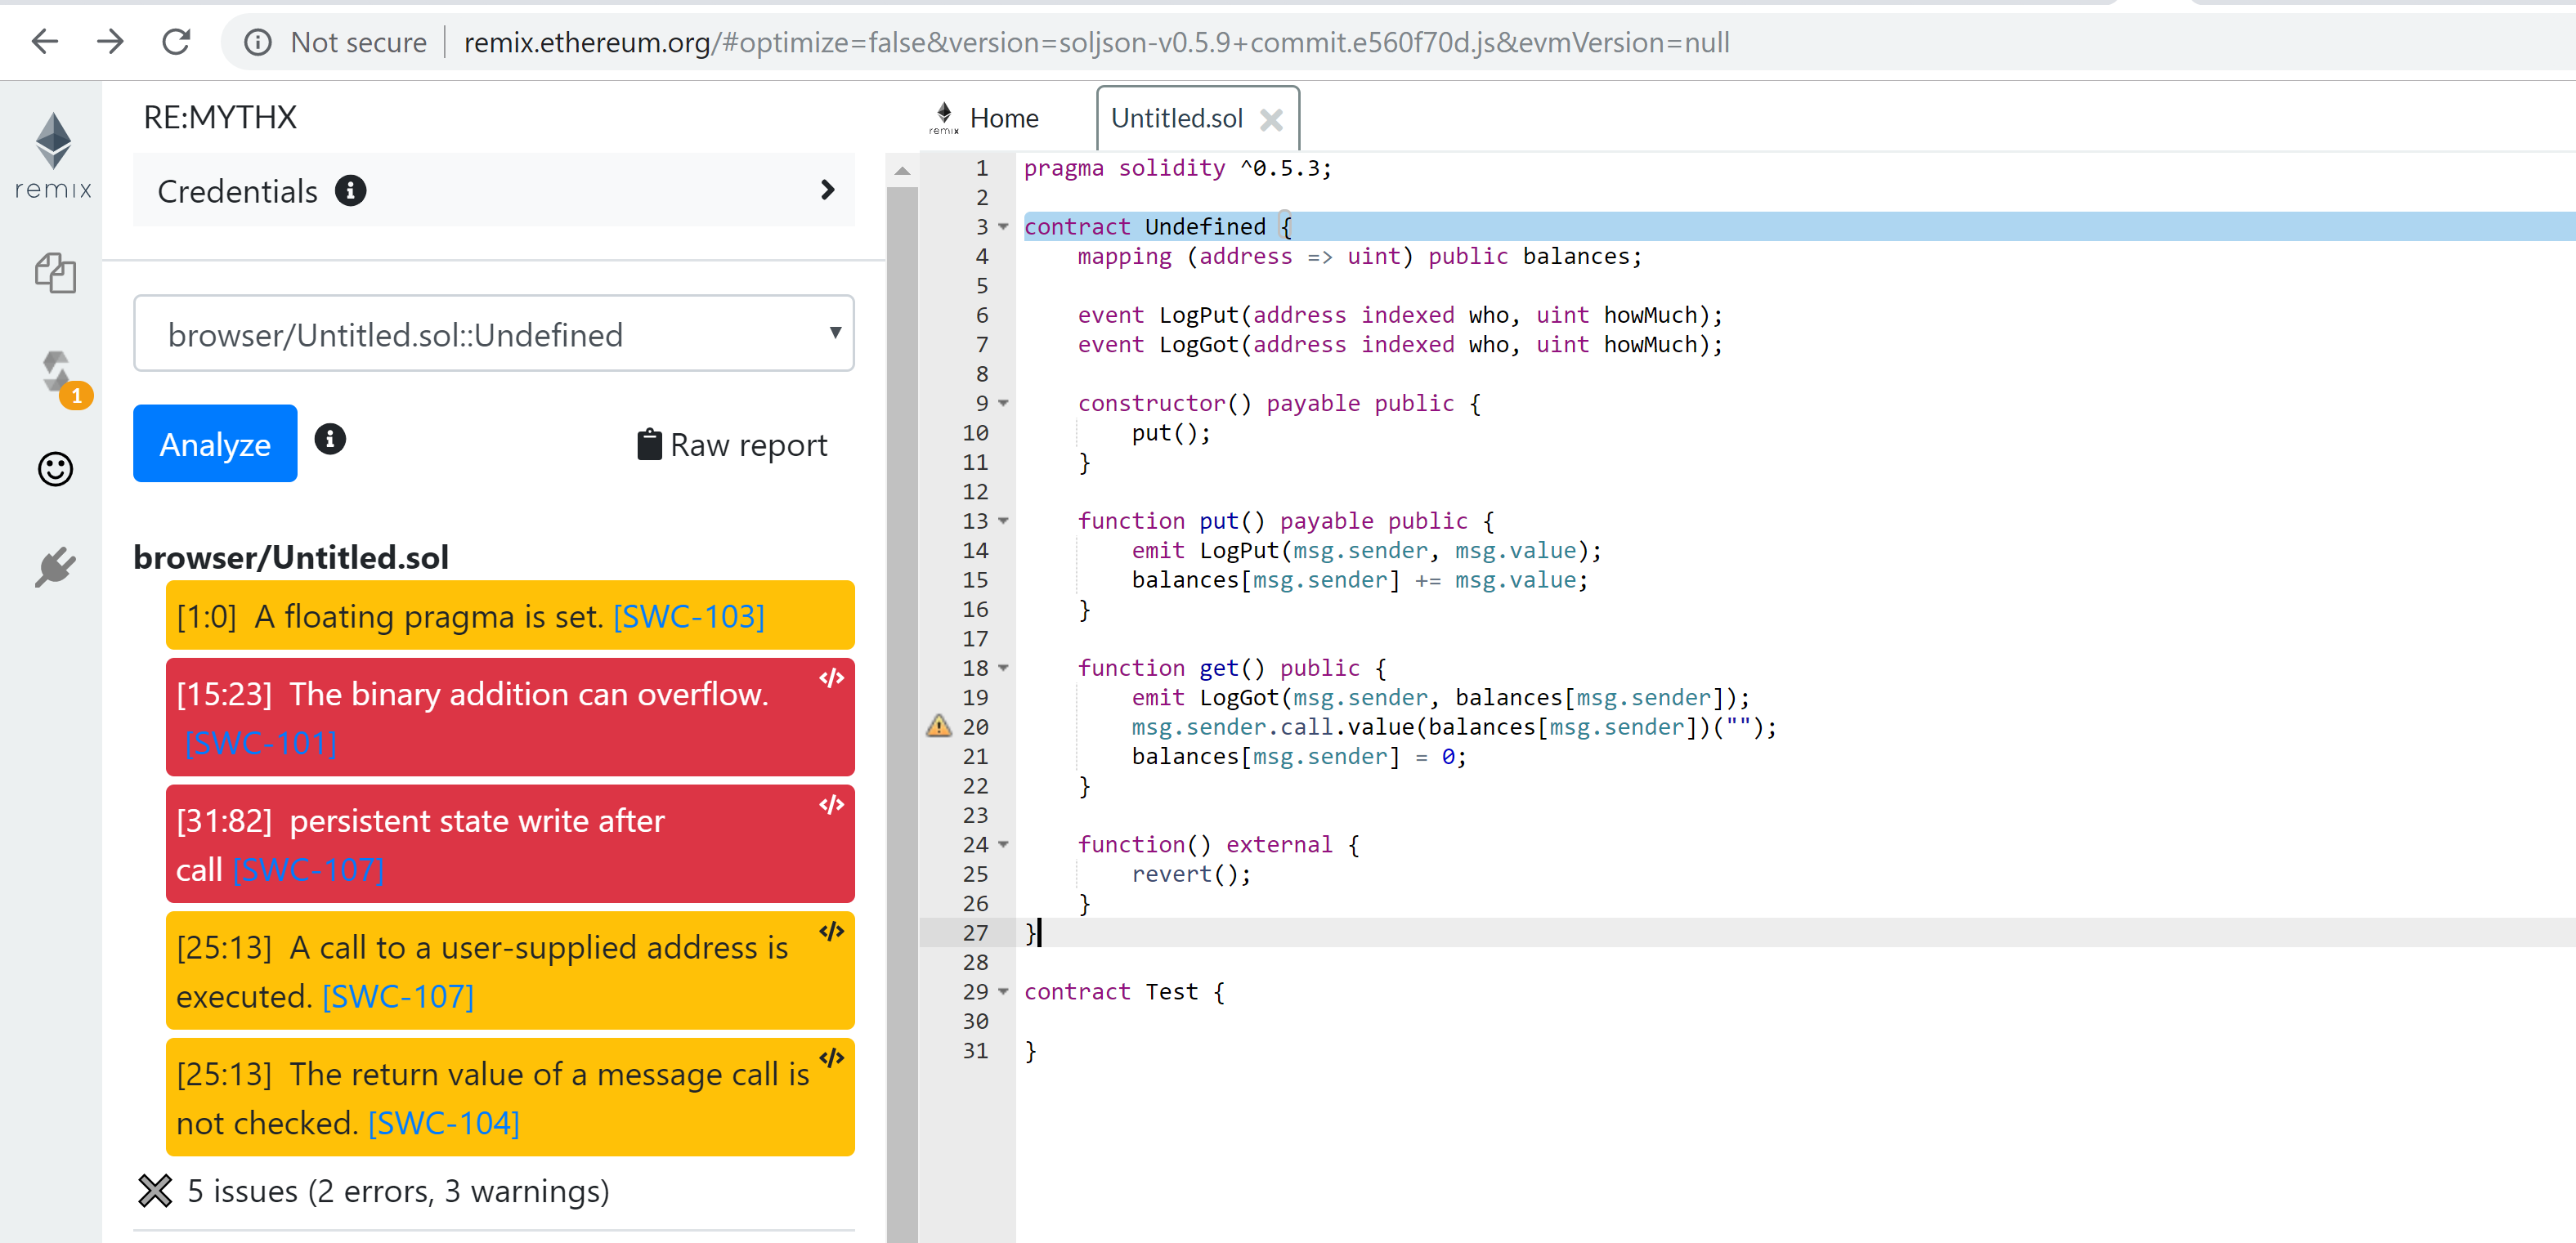 Not secure | remix.ethereum.org/#optimize=false&version=soljson-v0.5.9+commit.e560f70d.js&evmVersion=null
remix
1
RE:MYTHX
Credentials
browser/Untitled.sol::Undefined
Analyze
Raw report
browser/Untitled.sol
[1:0] A floating pragma is set. [SWC-103]
[15:23] The binary addition can overflow.
[SWC-101]
[31:82] persistent state write after
call [SWC-107]
[25:13] A call to a user-supplied address is
executed. [SWC-107]
[25:13] The return value of a message call is
not checked. [SWC-104]
5 issues (2 errors, 3 warnings)
remix Home Untitled.sol
1 pragma solidity ^0.5.3;
2
3 contract Undefined {
4 mapping (address => uint) public balances;
5
6 event LogPut(address indexed who, uint howMuch);
7 event LogGot(address indexed who, uint howMuch);
8
9 constructor() payable public {
10 put();
11 }
12
13 function put() payable public {
14 emit LogPut(msg.sender, msg.value);
15 balances[msg.sender] += msg.value;
16 }
17
18 function get() public {
19 emit LogGot(msg.sender, balances[msg.sender]);
20 msg.sender.call.value(balances[msg.sender])("");
21 balances[msg.sender] = 0;
22 }
23
24 function() external {
25 revert();
26 }
27 }
28
29 contract Test {
30
31 }